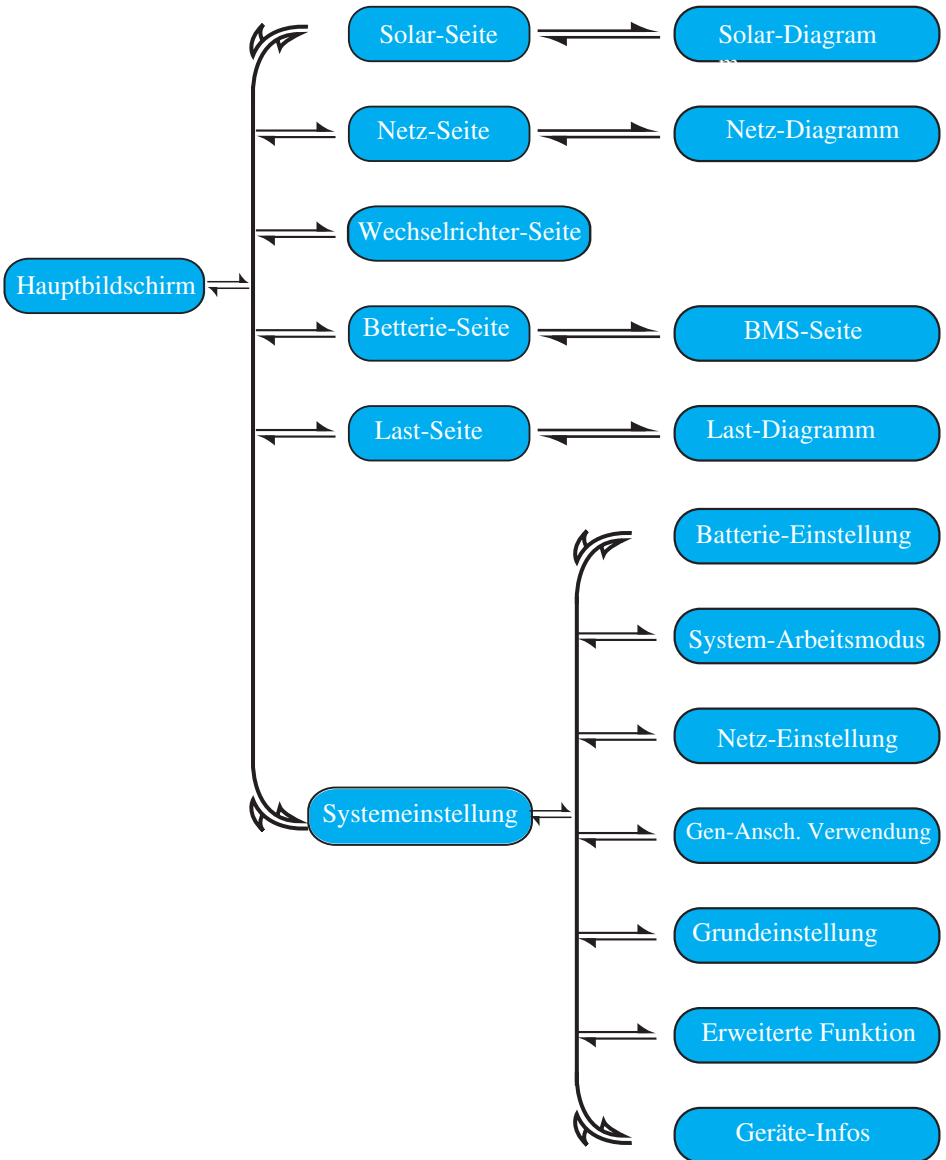 Solar-Seite
Solar-Diagram
m
Netz-Seite
Netz-Diagramm
Wechselrichter-Seite
Hauptbildschirm
Betterie-Seite
BMS-Seite
Last-Seite
Last-Diagramm
Batterie-Einstellung
System-Arbeitsmodus
Netz-Einstellung
Systemeinstellung
Gen-Ansch. Verwendung
Grundeinstellung
Erweiterte Funktion
Geräte-Infos